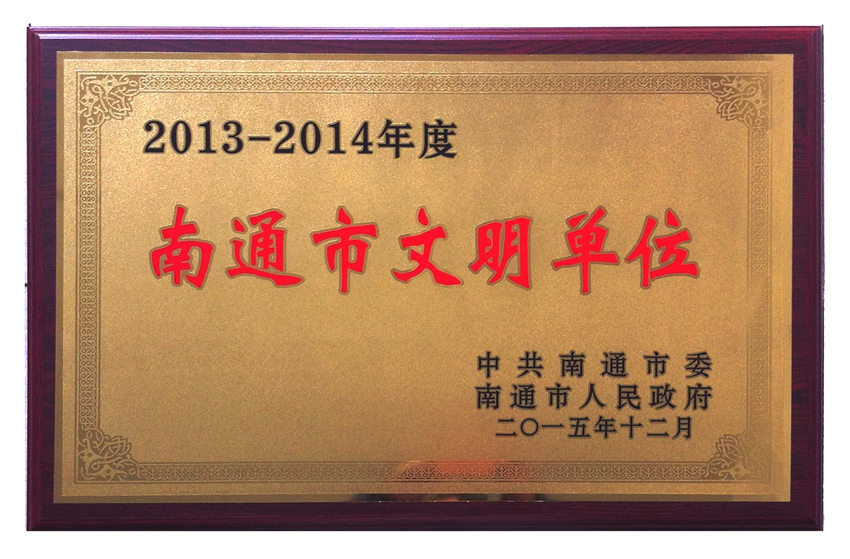 2013-2014年度
南通市文明单位
中共南通市委
南通市人民政府
二〇一五年十二月